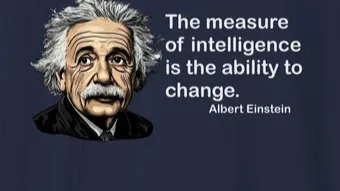 The measure
of intelligence
is the ability to
change.
Albert Einstein